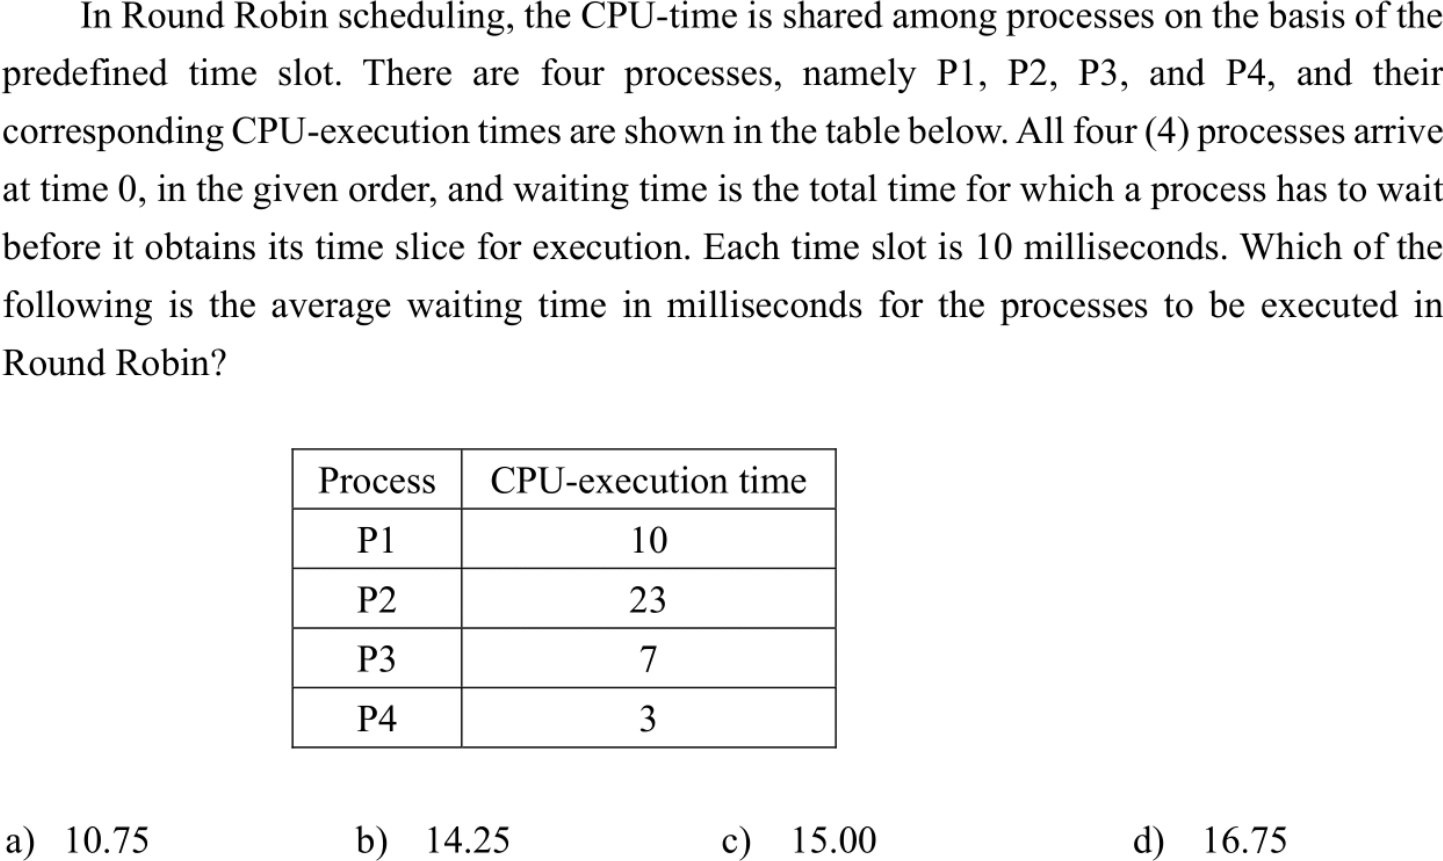 In Round Robin scheduling, the CPU-time is shared among processes on the basis of the
predefined time slot. There are four processes, namely P1, P2, P3, and P4, and their
corresponding CPU-execution times are shown in the table below. All four (4) processes arrive
at time 0, in the given order, and waiting time is the total time for which a process has to wait
before it obtains its time slice for execution. Each time slot is 10 milliseconds. Which of the
following is the average waiting time in milliseconds for the processes to be executed in
Round Robin?
Process CPU-execution time
P1 10
P2 23
P3 7
P4 3
a) 10.75 b) 14.25 c) 15.00 d) 16.75